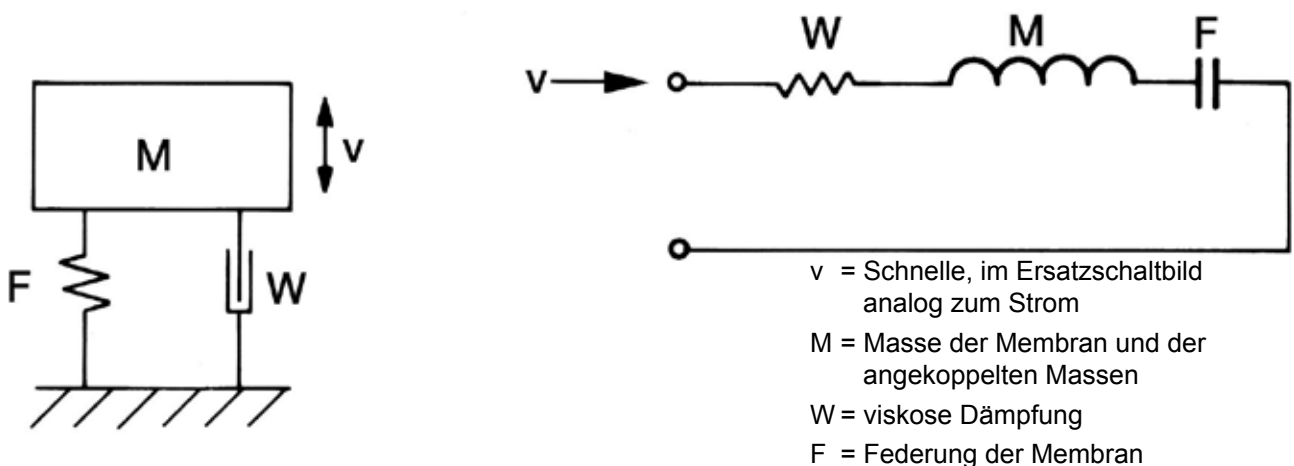 M
v
F
W
v
W
M
F
v = Schnelle, im Ersatzschaltbild
analog zum Strom
M = Masse der Membran und der
angekoppelten Massen
W = viskose Dämpfung
F = Federung der Membran